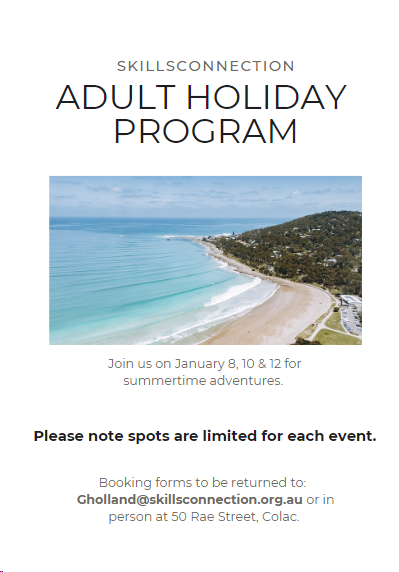 SKILLSCONNECTION
ADULT HOLIDAY
PROGRAM
Join us on January 8, 10 & 12 for
summertime adventures.
Please note spots are limited for each event.
Booking forms to be returned to:
Gholland@skillsconnection.org.au or in
person at 50 Rae Street, Colac.